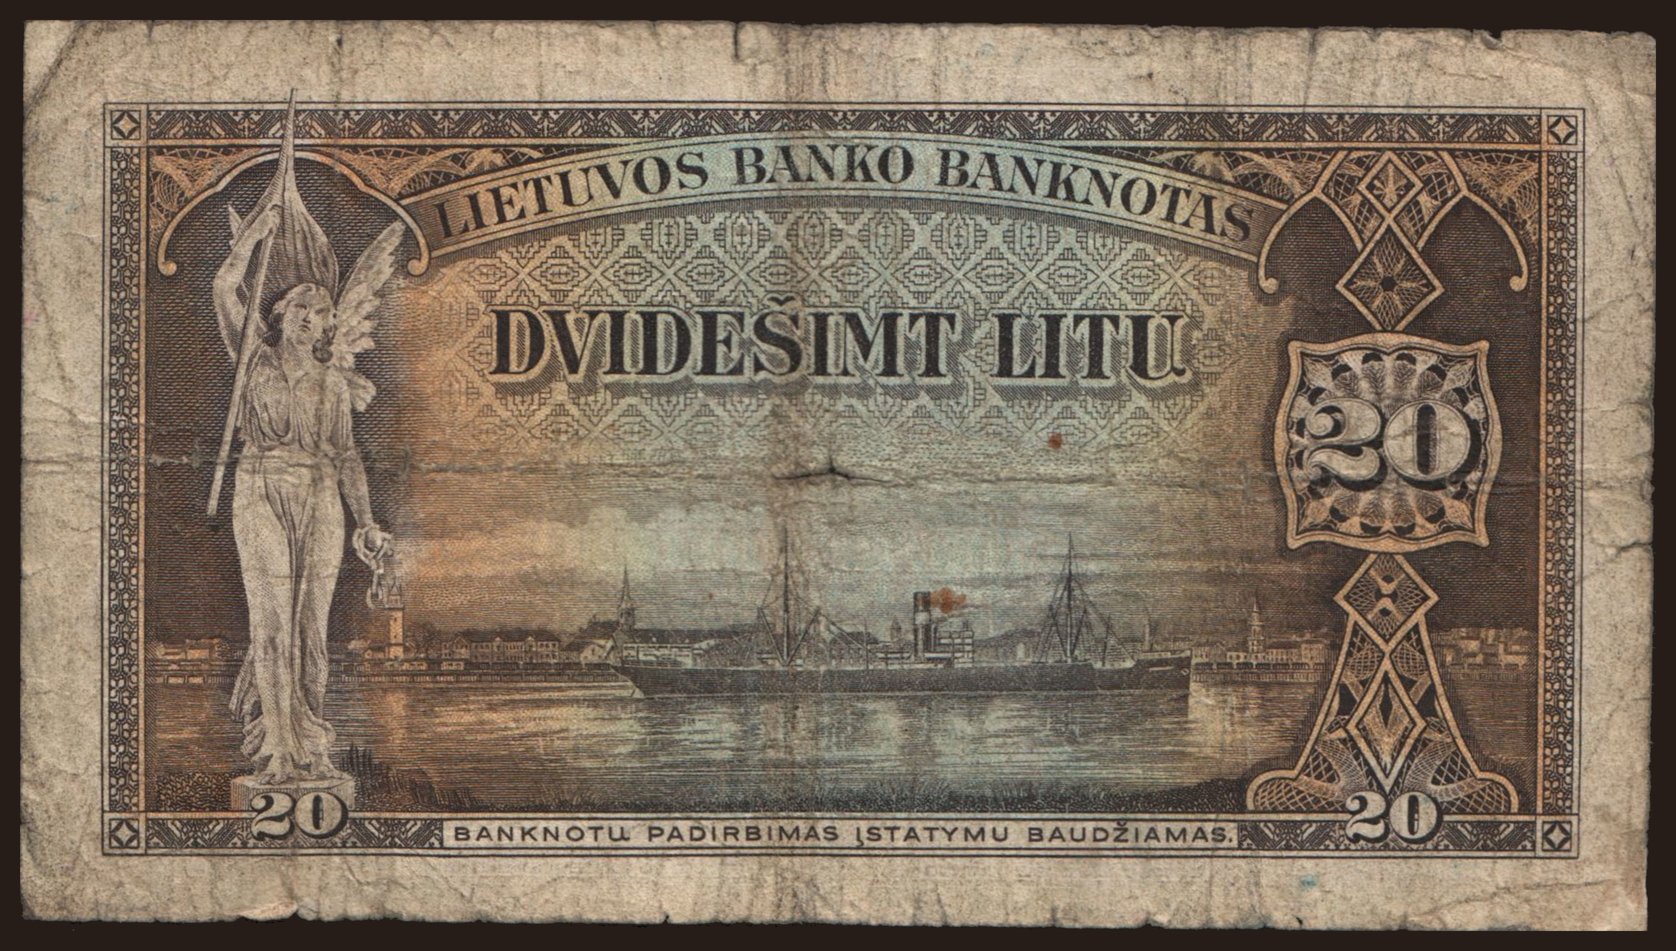 LIETUVOS BANKO BANKNOTAS
DVIDEŠIMT LITŲ
20
20
20
BANKNOTŲ PADIRBIMAS ĮSTATYMU BAUDŽIAMAS.